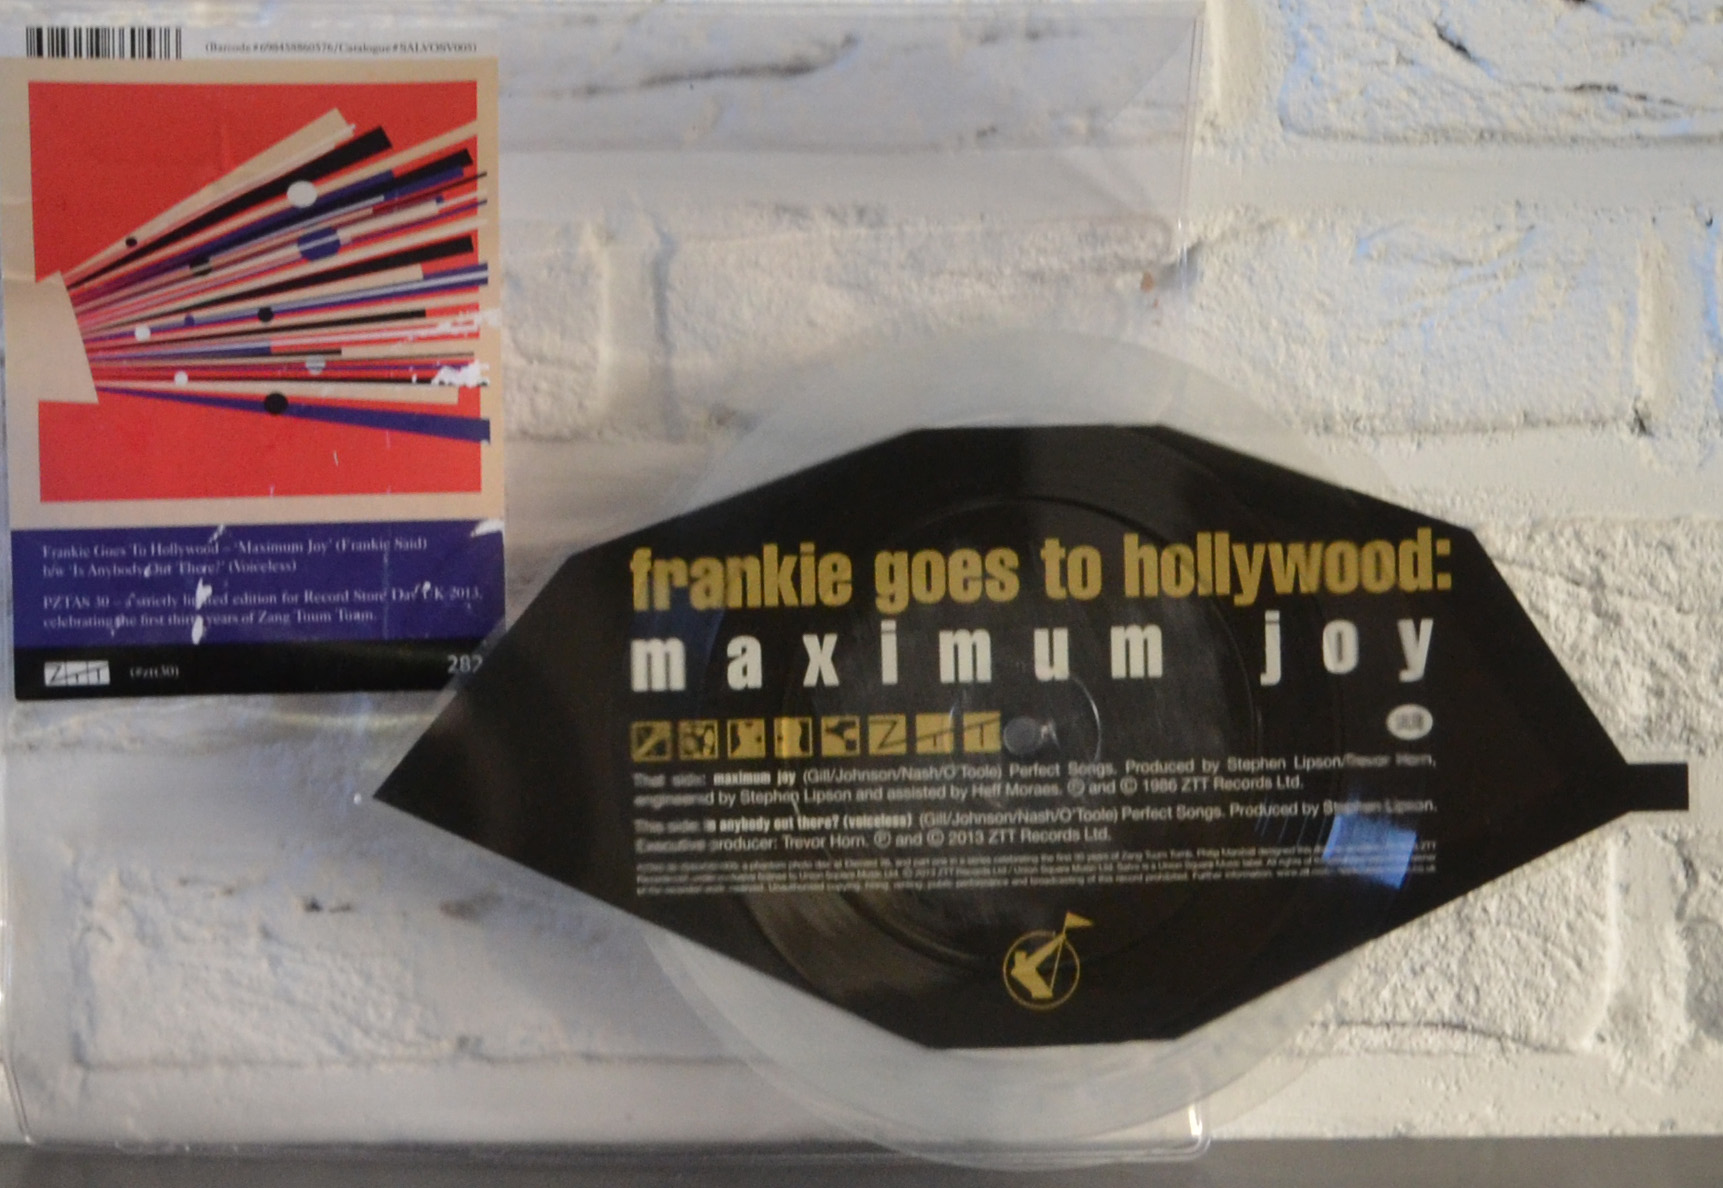 (Barcode#698458860576/Catalogue#SALVOSV005)
Frankie Goes To Hollywood – 'Maximum Joy' (Frankie Said)
b/w 'Is Anybody Out There?' (Voiceless)
PZTAS 30 – a strictly limited edition for Record Store Day UK 2013,
celebrating the first thirty years of Zang Tuum Tuum.
ZTT (#ztt30)
282
frankie goes to hollywood:
maximum joy
ZTT
That side: maximum joy (Gill/Johnson/Nash/O'Toole) Perfect Songs. Produced by Stephen Lipson/Trevor Horn,
engineered by Stephen Lipson and assisted by Heff Moraes. ℗ and © 1986 ZTT Records Ltd.
This side: is anybody out there? (voiceless) (Gill/Johnson/Nash/O'Toole) Perfect Songs. Produced by Stephen Lipson.
Executive producer: Trevor Horn. ℗ and © 2013 ZTT Records Ltd.